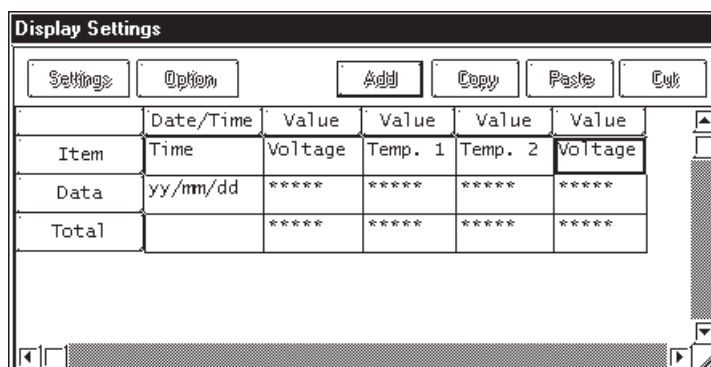 Display Settings
Settings Option Add Copy Paste Cut
Date/Time Value Value Value Value
Item Time Voltage Temp. 1 Temp. 2 Voltage
Data yy/mm/dd ***** ***** ***** *****
Total ***** ***** ***** *****